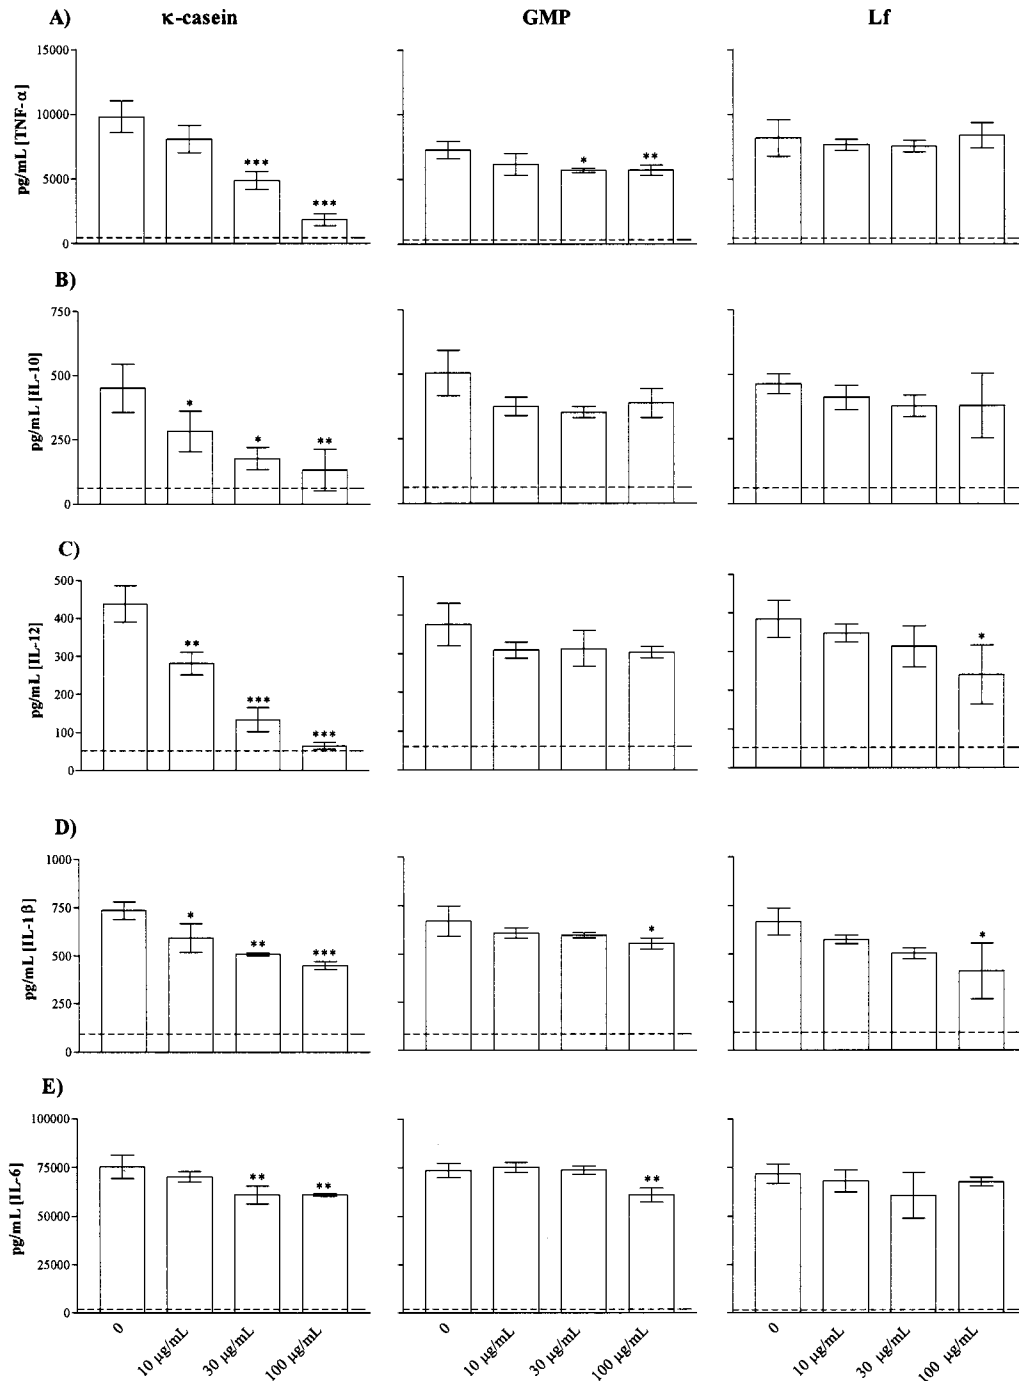 A) κ-casein GMP Lf
15000
10000
5000
0
pg/mL [TNF-α]
***
***
*
**
B)
750
500
250
0
pg/mL [IL-10]
*
*
**
C)
500
400
300
200
100
0
pg/mL [IL-12]
**
***
***
*
D)
1000
750
500
250
0
pg/mL [IL-1β]
*
**
***
*
*
E)
100000
75000
50000
25000
0
pg/mL [IL-6]
**
**
**
0
10 µg/mL
30 µg/mL
100 µg/mL
0
10 µg/mL
30 µg/mL
100 µg/mL
0
10 µg/mL
30 µg/mL
100 µg/mL